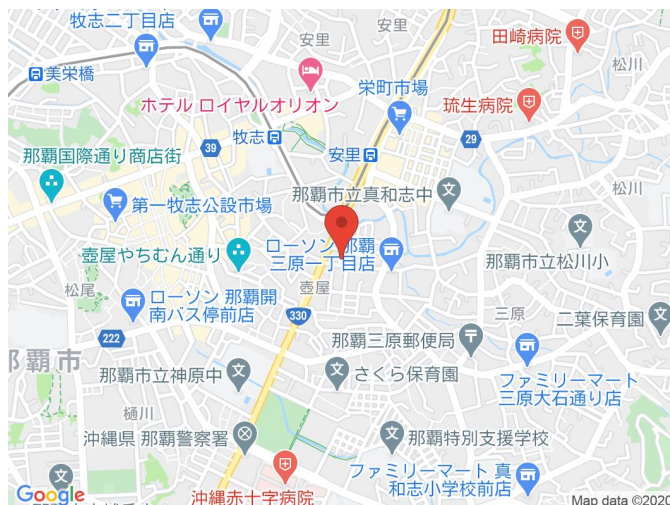 牧志二丁目店
安里
安里
田崎病院
松川
美栄橋
ホテル ロイヤルオリオン
栄町市場
琉生病院
39
牧志
安里
29
那覇国際通り商店街
那覇市立真和志中
松川
第一牧志公設市場
壺屋やちむん通り
ローソン 那覇
三原一丁目店
那覇市立松川小
松尾
壺屋
ローソン 那覇開
南バス停前店
330
三原
二葉保育園
222
那覇三原郵便局
那覇市
那覇市立神原中
さくら保育園
ファミリーマート
三原大石通り店
樋川
沖縄県 那覇警察署
那覇特別支援学校
ファミリーマート 真
和志小学校前店
沖縄赤十字病院
Google
Map data ©2020